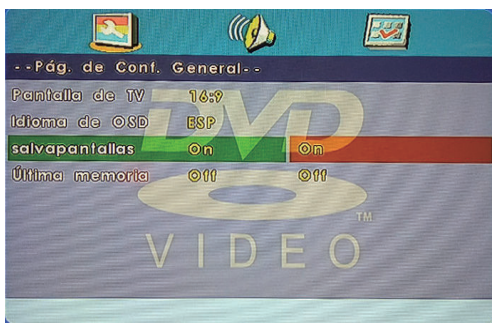 --Pág. de Conf. General--
Pantalla de TV 16:9
Idioma de OSD ESP
salvapantallas On On
Última memoria Off Off
DVD
TM
VIDEO